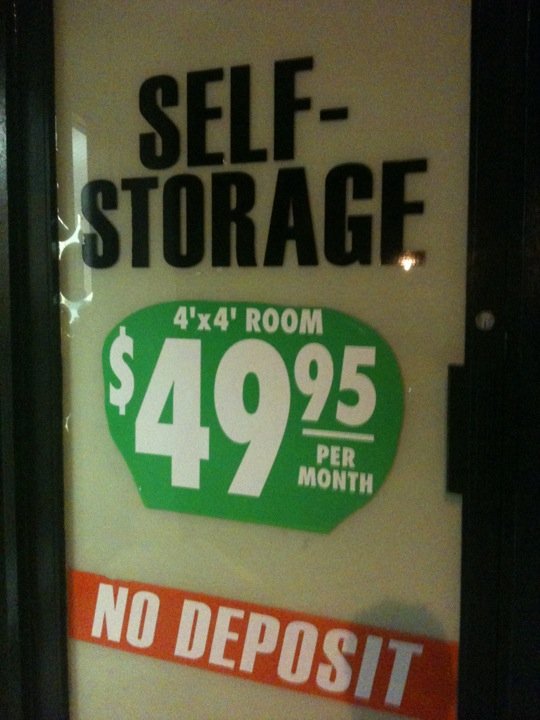 SELF-
STORAGE
4'x4' ROOM
$4995
PER
MONTH
NO DEPOSIT